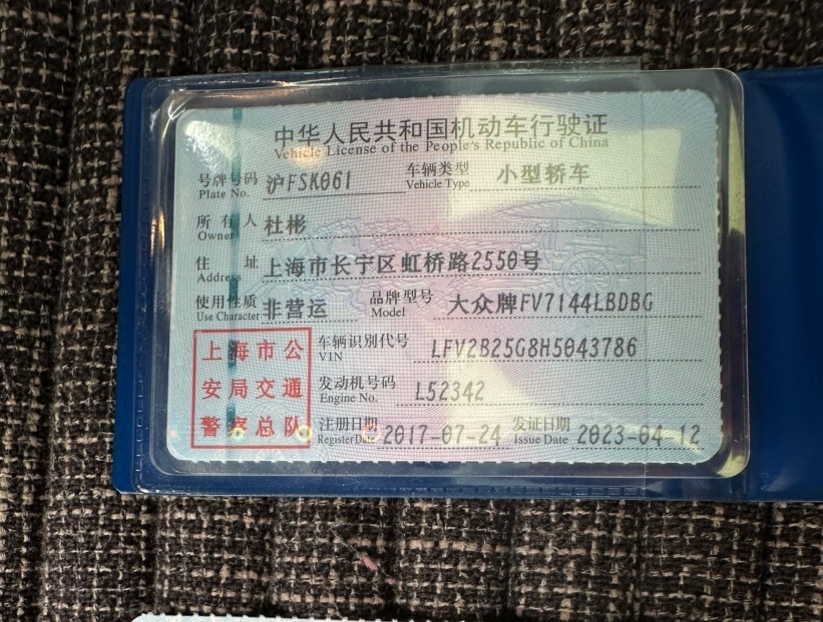 中华人民共和国机动车行驶证
Vehicle License of the People's Republic of China
号牌号码 沪FSK061 车辆类型 小型轿车
Plate No. Vehicle Type
所有人 杜彬
Owner
住址 上海市长宁区虹桥路2550号
Address
使用性质 非营运 品牌型号 大众牌FV7144LBDBG
Use Character Model
上海市公 车辆识别代号 LFV2B25G8H5043786
VIN
安局交通 发动机号码 L52342
Engine No.
警察总队 注册日期 2017-07-24 发证日期 2023-04-12
Register Date Issue Date